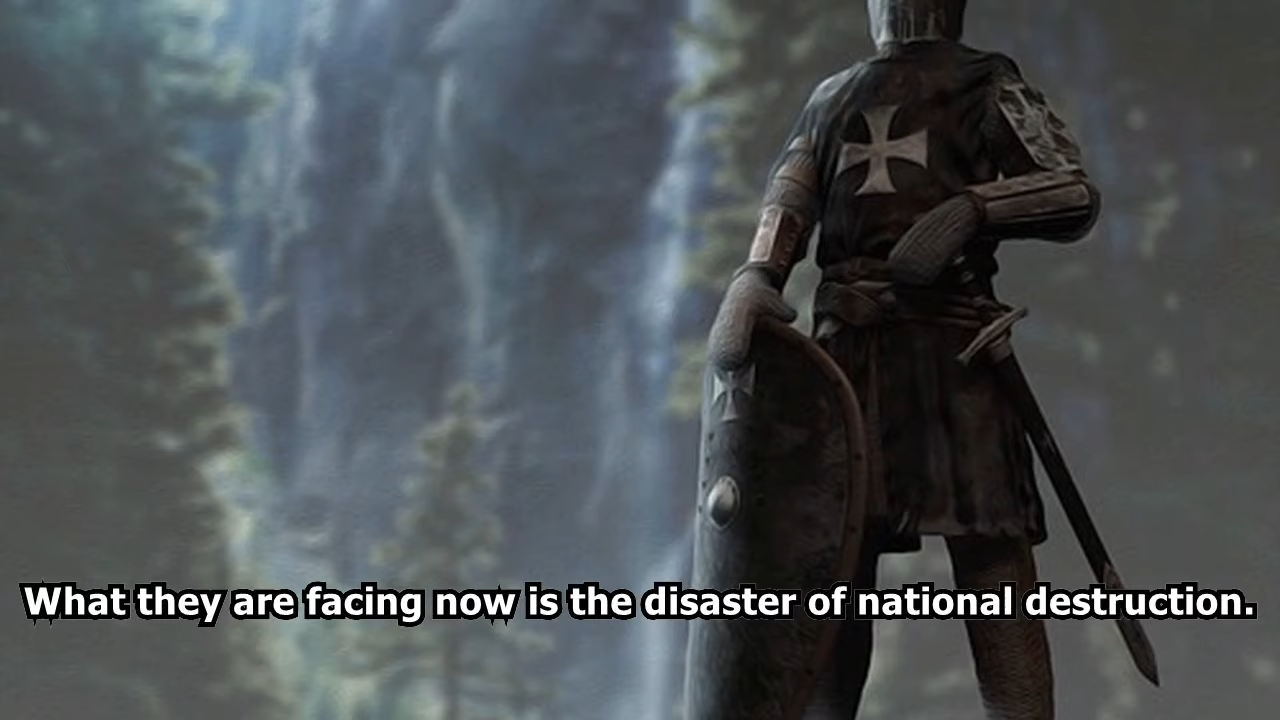 What they are facing now is the disaster of national destruction.